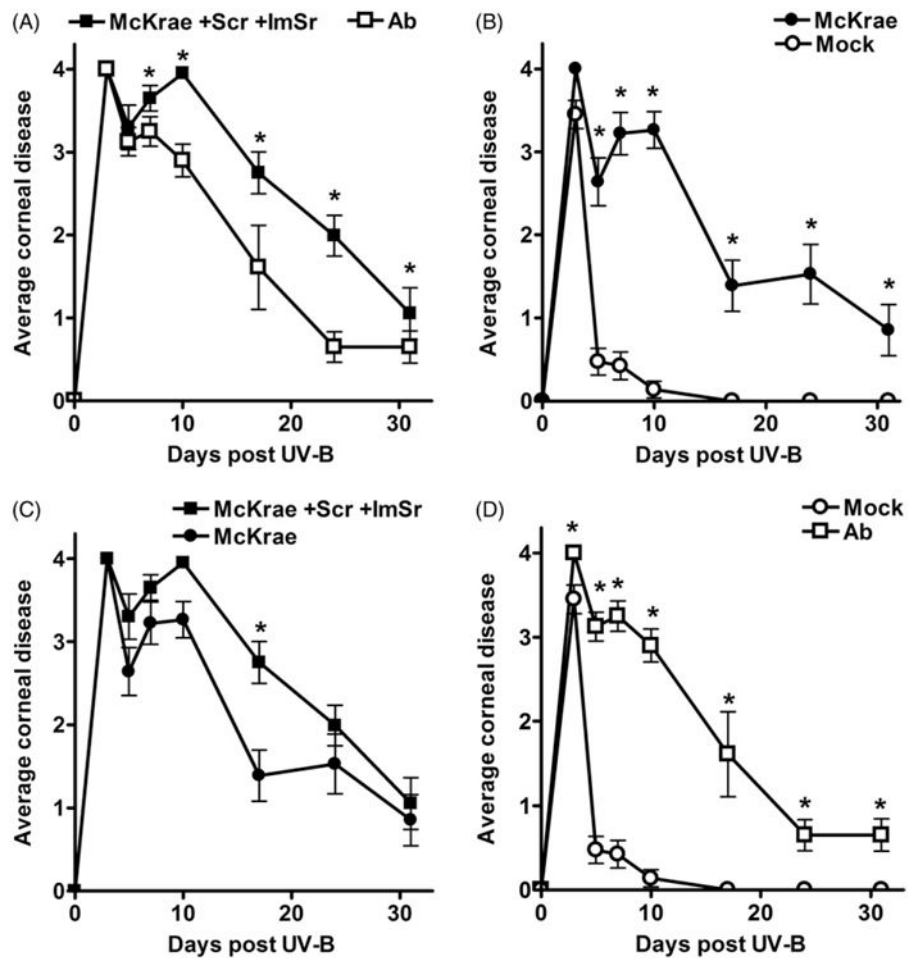 (A)
McKrae +Scr +ImSr
Ab
Average corneal disease
4
3
2
1
0
* * * * *
0 10 20 30
Days post UV-B
(B)
McKrae
Mock
Average corneal disease
4
3
2
1
0
* * * * * *
0 10 20 30
Days post UV-B
(C)
McKrae +Scr +ImSr
McKrae
Average corneal disease
4
3
2
1
0
*
0 10 20 30
Days post UV-B
(D)
Mock
Ab
Average corneal disease
4
3
2
1
0
* * * * * * *
0 10 20 30
Days post UV-B